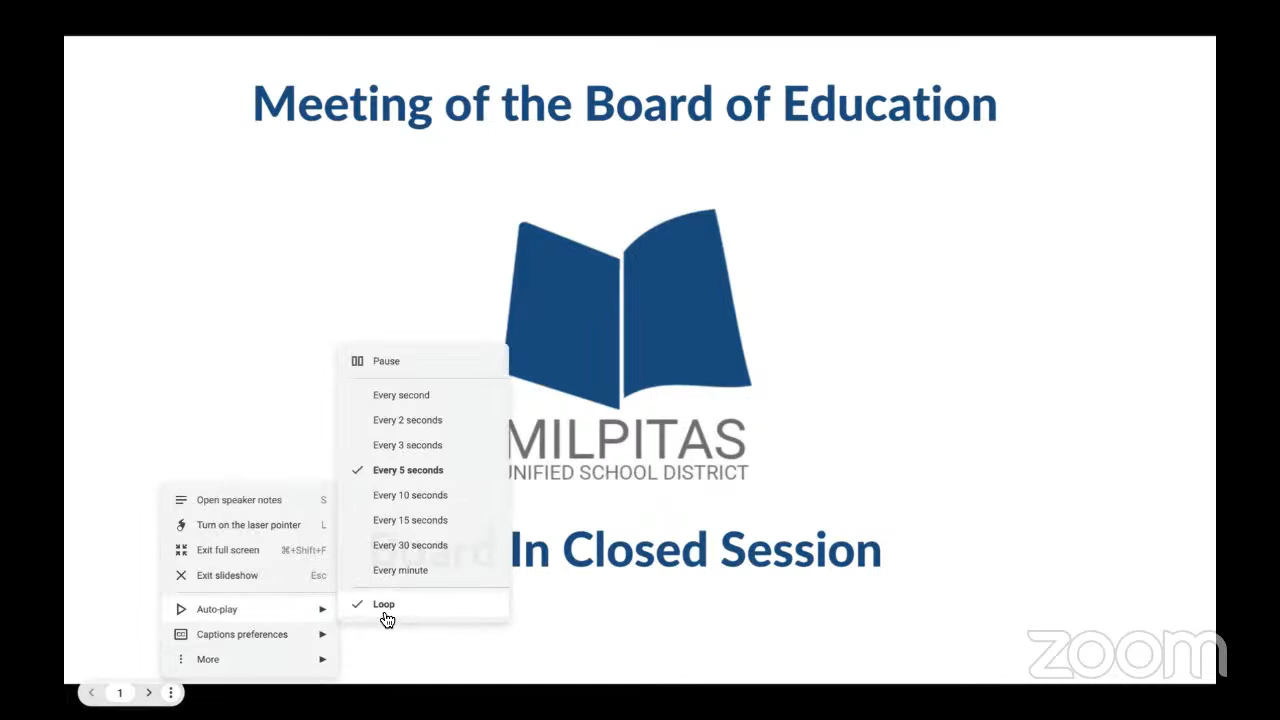 Meeting of the Board of Education
MILPITAS
UNIFIED SCHOOL DISTRICT
Board In Closed Session
Pause
Every second
Every 2 seconds
Every 3 seconds
Every 5 seconds
Every 10 seconds
Every 15 seconds
Every 30 seconds
Every minute
Loop
Open speaker notes S
Turn on the laser pointer L
Exit full screen ⌘+Shift+F
Exit slideshow Esc
Auto-play
Captions preferences
More
1
zoom